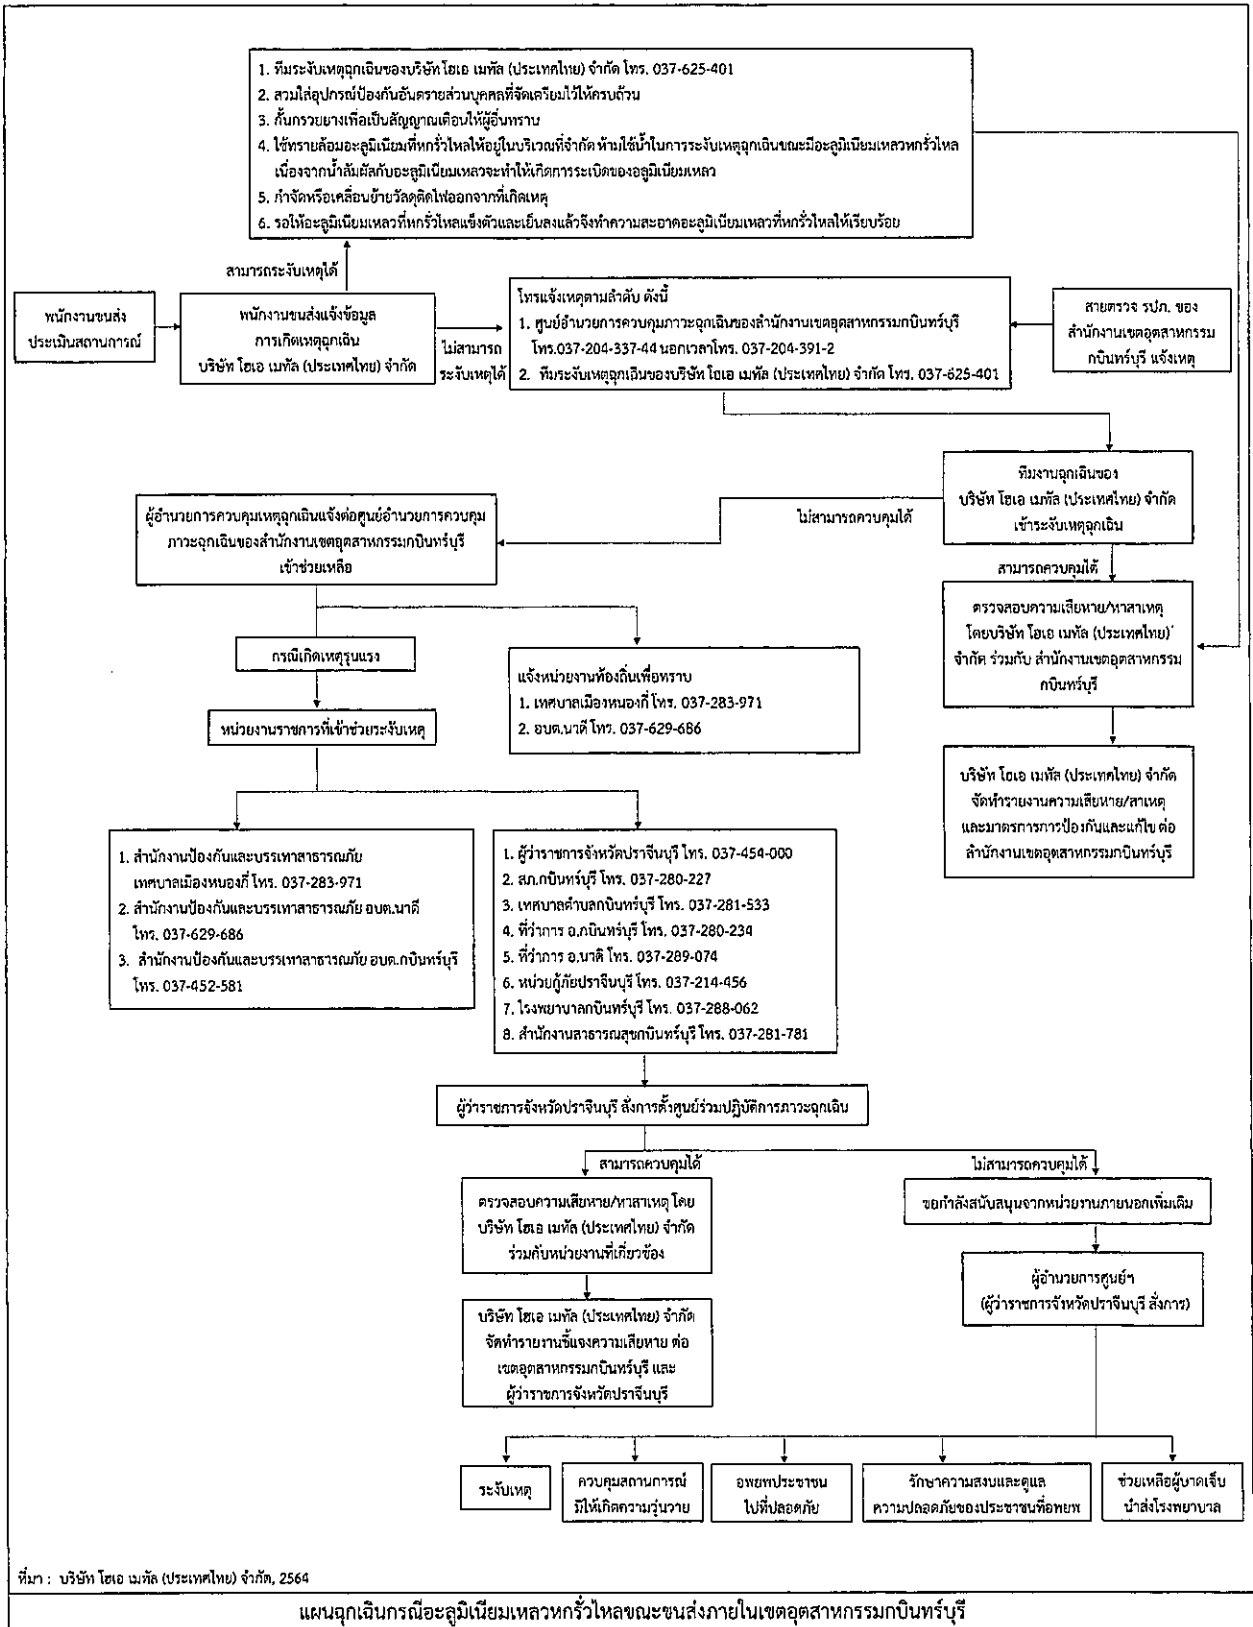 1. ทีมระงับเหตุฉุกเฉินของบริษัท โฮเอ เมทัล (ประเทศไทย) จำกัด โทร. 037-625-401
2. สวมใส่อุปกรณ์ป้องกันอันตรายส่วนบุคคลที่จัดเตรียมไว้ให้ครบถ้วน
3. กั้นกรวยยางเพื่อเป็นสัญญาณเตือนให้ผู้อื่นทราบ
4. ใช้ทรายล้อมอะลูมิเนียมที่หกรั่วไหลให้อยู่ในบริเวณที่จำกัด ห้ามใช้น้ำในการระงับเหตุฉุกเฉินขณะมีอะลูมิเนียมเหลวหกรั่วไหล
เนื่องจากน้ำสัมผัสกับอะลูมิเนียมเหลวจะทำให้เกิดการระเบิดของอลูมิเนียมเหลว
5. กำจัดหรือเคลื่อนย้ายวัสดุติดไฟออกจากที่เกิดเหตุ
6. รอให้อะลูมิเนียมเหลวที่หกรั่วไหลแข็งตัวและเย็นลงแล้วจึงทำความสะอาดอะลูมิเนียมเหลวที่หกรั่วไหลให้เรียบร้อย
สามารถระงับเหตุได้
พนักงานขนส่ง
ประเมินสถานการณ์
พนักงานขนส่งแจ้งข้อมูล
การเกิดเหตุฉุกเฉิน
บริษัท โฮเอ เมทัล (ประเทศไทย) จำกัด
ไม่สามารถ
ระงับเหตุได้
โทรแจ้งเหตุตามลำดับ ดังนี้
1. ศูนย์อำนวยการควบคุมภาวะฉุกเฉินของสำนักงานเขตอุตสาหกรรมกบินทร์บุรี
โทร.037-204-337-44 นอกเวลาโทร. 037-204-391-2
2. ทีมระงับเหตุฉุกเฉินของบริษัท โฮเอ เมทัล (ประเทศไทย) จำกัด โทร. 037-625-401
สายตรวจ รปภ. ของ
สำนักงานเขตอุตสาหกรรม
กบินทร์บุรี แจ้งเหตุ
ทีมงานฉุกเฉินของ
บริษัท โฮเอ เมทัล (ประเทศไทย) จำกัด
เข้าระงับเหตุฉุกเฉิน
ไม่สามารถควบคุมได้
ผู้อำนวยการควบคุมเหตุฉุกเฉินแจ้งต่อศูนย์อำนวยการควบคุม
ภาวะฉุกเฉินของสำนักงานเขตอุตสาหกรรมกบินทร์บุรี
เข้าช่วยเหลือ
สามารถควบคุมได้
ตรวจสอบความเสียหาย/หาสาเหตุ
โดยบริษัท โฮเอ เมทัล (ประเทศไทย)
จำกัด ร่วมกับ สำนักงานเขตอุตสาหกรรม
กบินทร์บุรี
กรณีเกิดเหตุรุนแรง
แจ้งหน่วยงานท้องถิ่นเพื่อทราบ
1. เทศบาลเมืองหนองกี่ โทร. 037-283-971
2. อบต.นาดี โทร. 037-629-686
หน่วยงานราชการที่เข้าช่วยระงับเหตุ
บริษัท โฮเอ เมทัล (ประเทศไทย) จำกัด
จัดทำรายงานความเสียหาย/สาเหตุ
และมาตรการการป้องกันและแก้ไข ต่อ
สำนักงานเขตอุตสาหกรรมกบินทร์บุรี
1. สำนักงานป้องกันและบรรเทาสาธารณภัย
เทศบาลเมืองหนองกี่ โทร. 037-283-971
2. สำนักงานป้องกันและบรรเทาสาธารณภัย อบต.นาดี
โทร. 037-629-686
3. สำนักงานป้องกันและบรรเทาสาธารณภัย อบต.กบินทร์บุรี
โทร. 037-452-581
1. ผู้ว่าราชการจังหวัดปราจีนบุรี โทร. 037-454-000
2. สภ.กบินทร์บุรี โทร. 037-280-227
3. เทศบาลตำบลกบินทร์บุรี โทร. 037-281-533
4. ที่ว่าการ อ.กบินทร์บุรี โทร. 037-280-234
5. ที่ว่าการ อ.นาดี โทร. 037-289-074
6. หน่วยกู้ภัยปราจีนบุรี โทร. 037-214-456
7. โรงพยาบาลกบินทร์บุรี โทร. 037-288-062
8. สำนักงานสาธารณสุขกบินทร์บุรี โทร. 037-281-781
ผู้ว่าราชการจังหวัดปราจีนบุรี สั่งการตั้งศูนย์ร่วมปฏิบัติการภาวะฉุกเฉิน
สามารถควบคุมได้
ไม่สามารถควบคุมได้
ตรวจสอบความเสียหาย/หาสาเหตุ โดย
บริษัท โฮเอ เมทัล (ประเทศไทย) จำกัด
ร่วมกับหน่วยงานที่เกี่ยวข้อง
ขอกำลังสนับสนุนจากหน่วยงานภายนอกเพิ่มเติม
ผู้อำนวยการศูนย์ฯ
(ผู้ว่าราชการจังหวัดปราจีนบุรี สั่งการ)
บริษัท โฮเอ เมทัล (ประเทศไทย) จำกัด
จัดทำรายงานชี้แจงความเสียหาย ต่อ
เขตอุตสาหกรรมกบินทร์บุรี และ
ผู้ว่าราชการจังหวัดปราจีนบุรี
ระงับเหตุ
ควบคุมสถานการณ์
มิให้เกิดความวุ่นวาย
อพยพประชาชน
ไปที่ปลอดภัย
รักษาความสงบและดูแล
ความปลอดภัยของประชาชนที่อพยพ
ช่วยเหลือผู้บาดเจ็บ
นำส่งโรงพยาบาล
ที่มา : บริษัท โฮเอ เมทัล (ประเทศไทย) จำกัด, 2564
แผนฉุกเฉินกรณีอะลูมิเนียมเหลวหกรั่วไหลขณะขนส่งภายในเขตอุตสาหกรรมกบินทร์บุรี